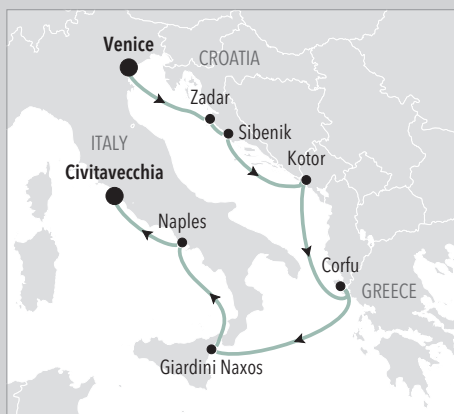 Venice
CROATIA
Zadar
Sibenik
ITALY
Kotor
Civitavecchia
Naples
Corfu
GREECE
Giardini Naxos